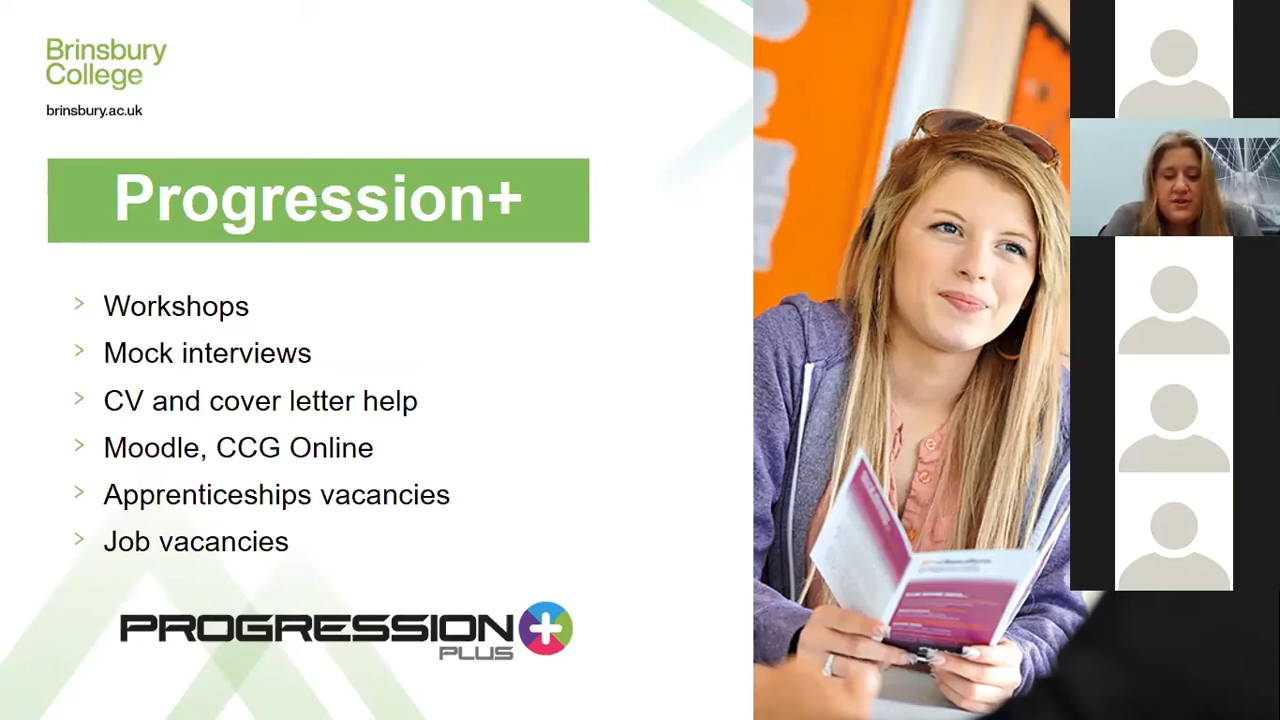 Brinsbury
College
brinsbury.ac.uk
Progression+
Workshops
Mock interviews
CV and cover letter help
Moodle, CCG Online
Apprenticeships vacancies
Job vacancies
PROGRESSION
PLUS